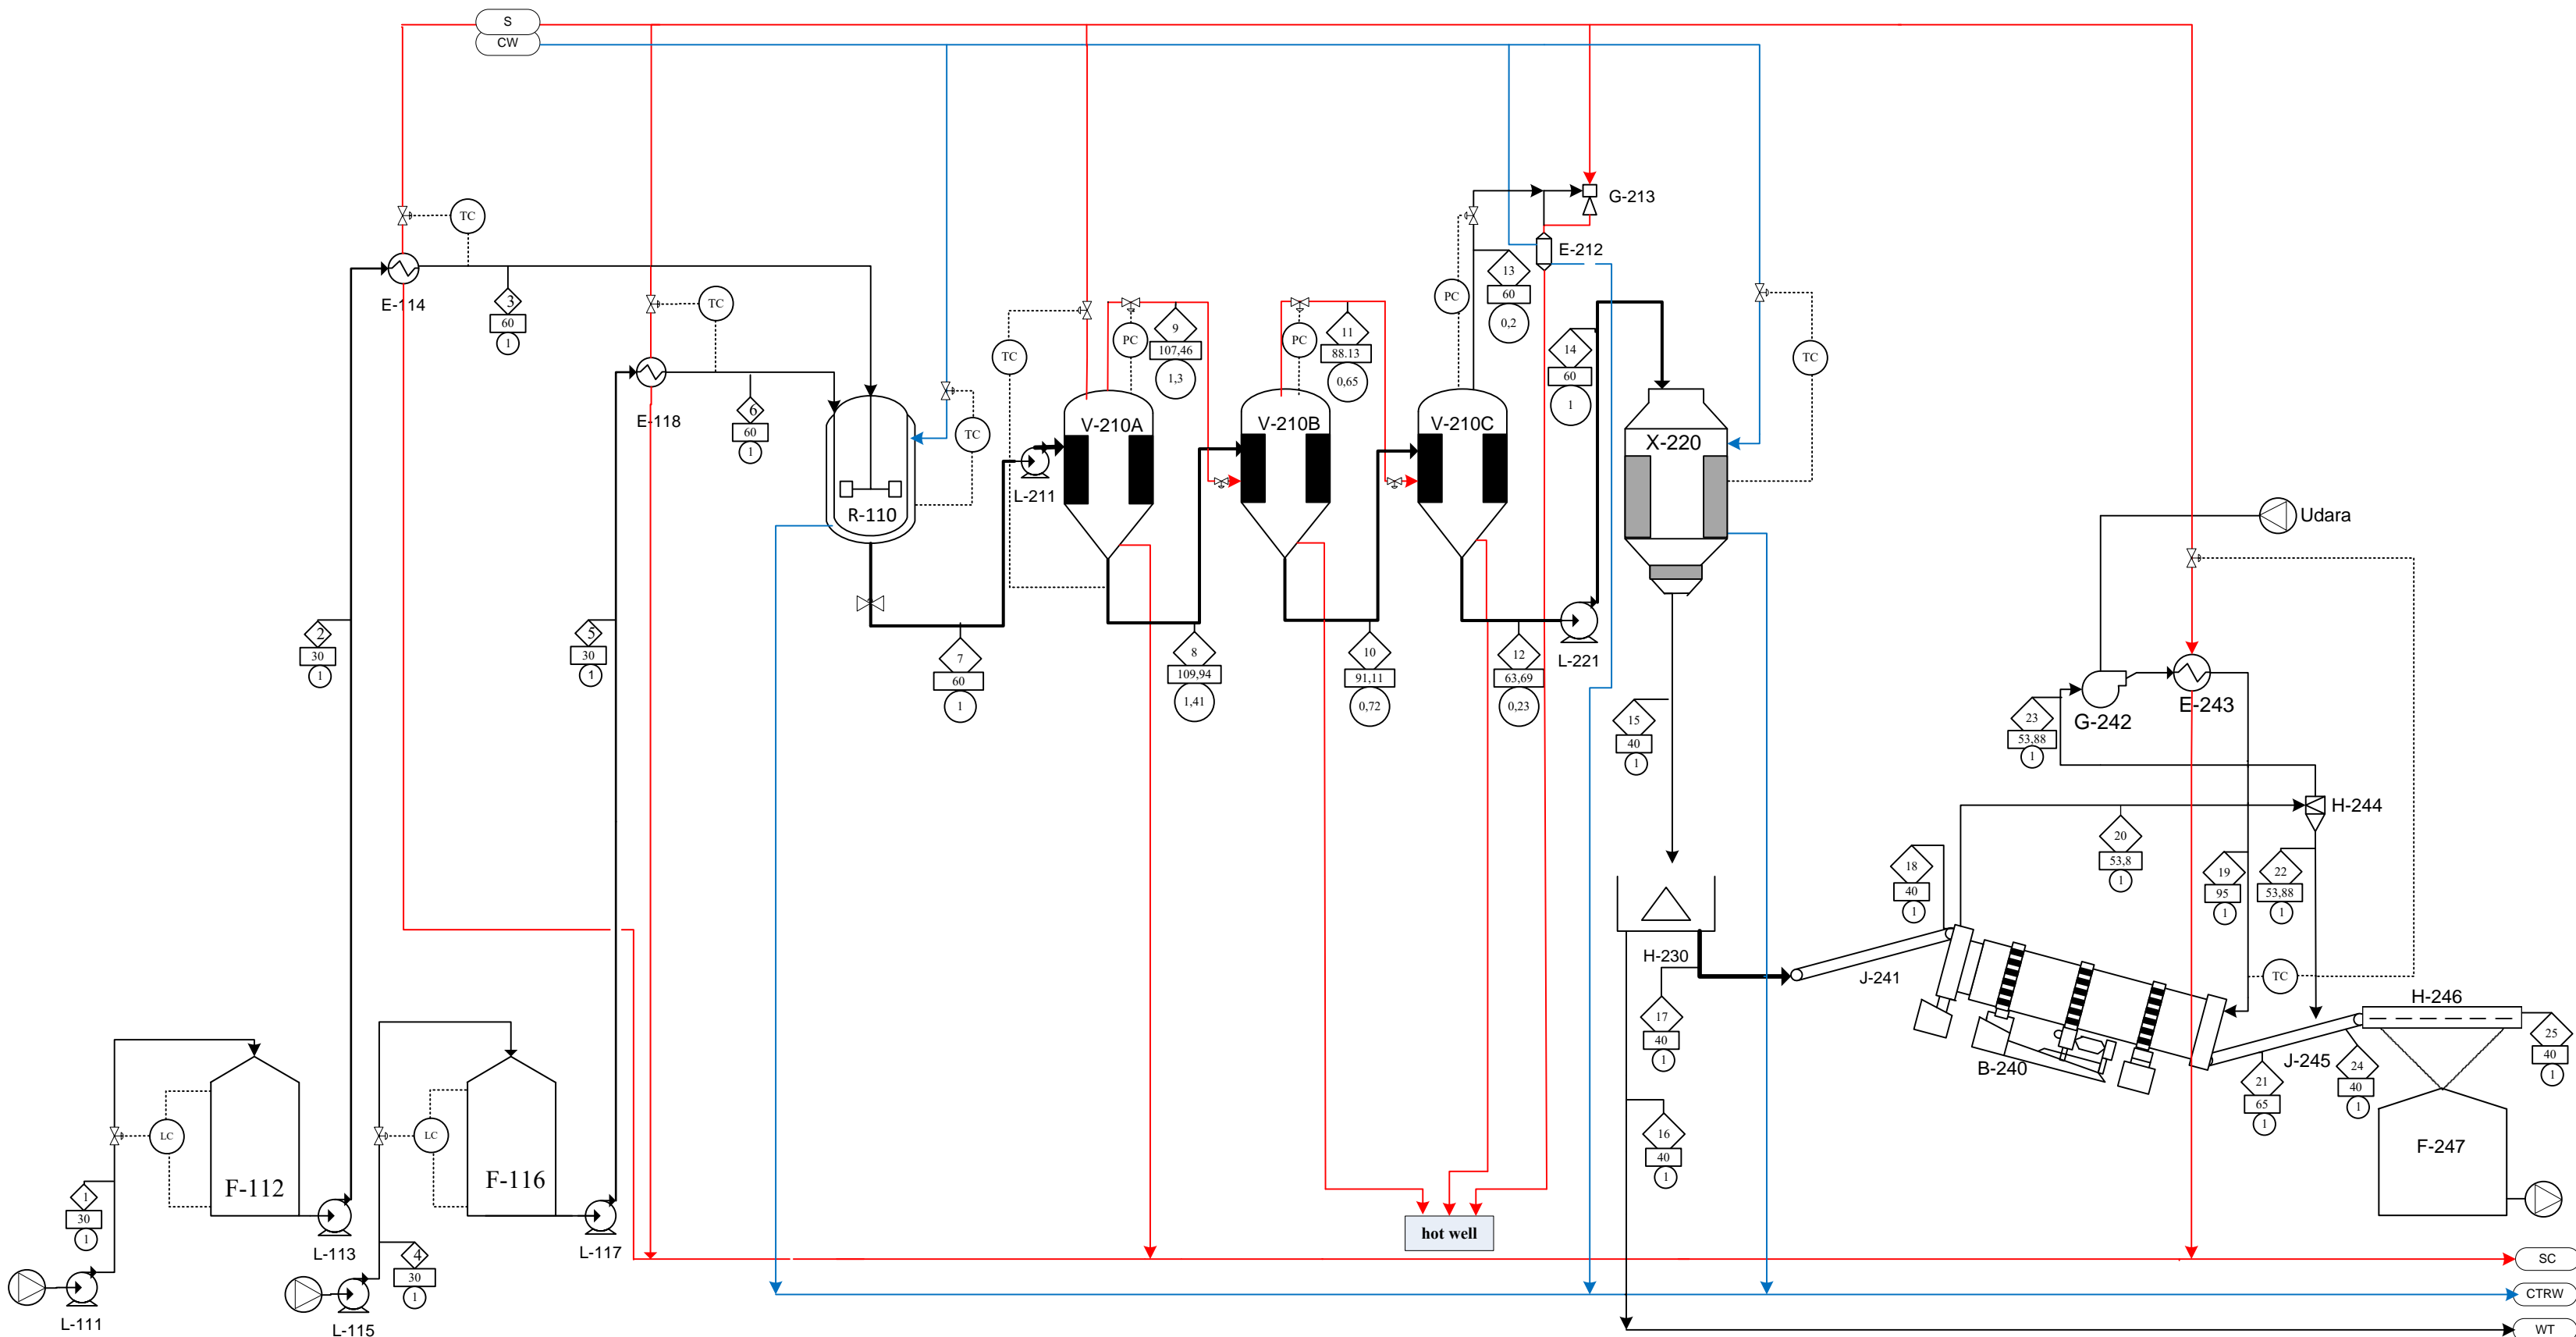 S
CW
G-213
TC
E-212
13
60
0,2
E-114
3
60
1
TC
PC
PC
9
107,46
1,3
PC
11
88.13
0,65
14
60
1
TC
TC
E-118
6
60
1
TC
V-210A
V-210B
V-210C
X-220
L-211
R-110
Udara
2
30
1
5
30
1
7
60
1
8
109,94
1,41
10
91,11
0,72
12
63,69
0,23
L-221
15
40
1
23
53,88
1
G-242
E-243
H-244
18
40
1
20
53,8
1
19
95
1
22
53,88
1
H-230
J-241
TC
17
40
1
H-246
25
40
1
B-240
J-245
21
65
1
24
40
1
LC
LC
16
40
1
F-247
F-112
F-116
1
30
1
L-113
L-117
4
30
1
hot well
SC
CTRW
L-111
L-115
WT